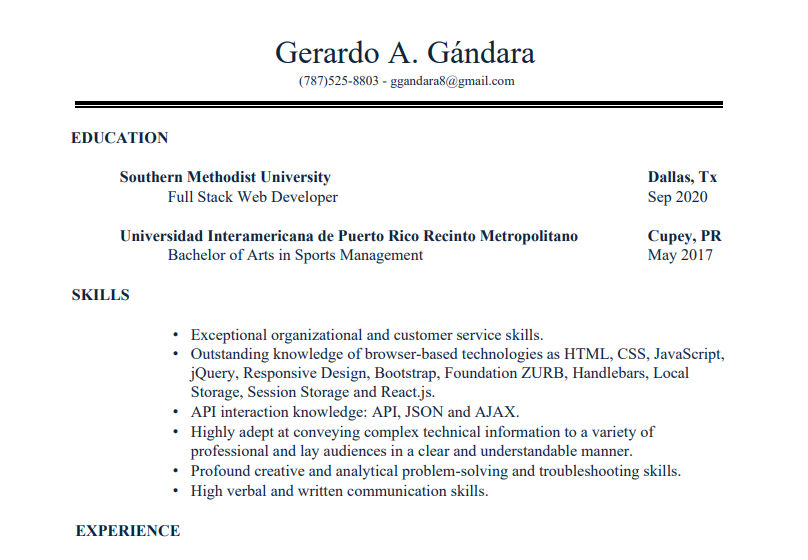 Gerardo A. Gándara
(787)525-8803 - ggandara8@gmail.com
EDUCATION
Southern Methodist University Dallas, Tx
Full Stack Web Developer Sep 2020
Universidad Interamericana de Puerto Rico Recinto Metropolitano Cupey, PR
Bachelor of Arts in Sports Management May 2017
SKILLS
• Exceptional organizational and customer service skills.
• Outstanding knowledge of browser-based technologies as HTML, CSS, JavaScript,
jQuery, Responsive Design, Bootstrap, Foundation ZURB, Handlebars, Local
Storage, Session Storage and React.js.
• API interaction knowledge: API, JSON and AJAX.
• Highly adept at conveying complex technical information to a variety of
professional and lay audiences in a clear and understandable manner.
• Profound creative and analytical problem-solving and troubleshooting skills.
• High verbal and written communication skills.
EXPERIENCE